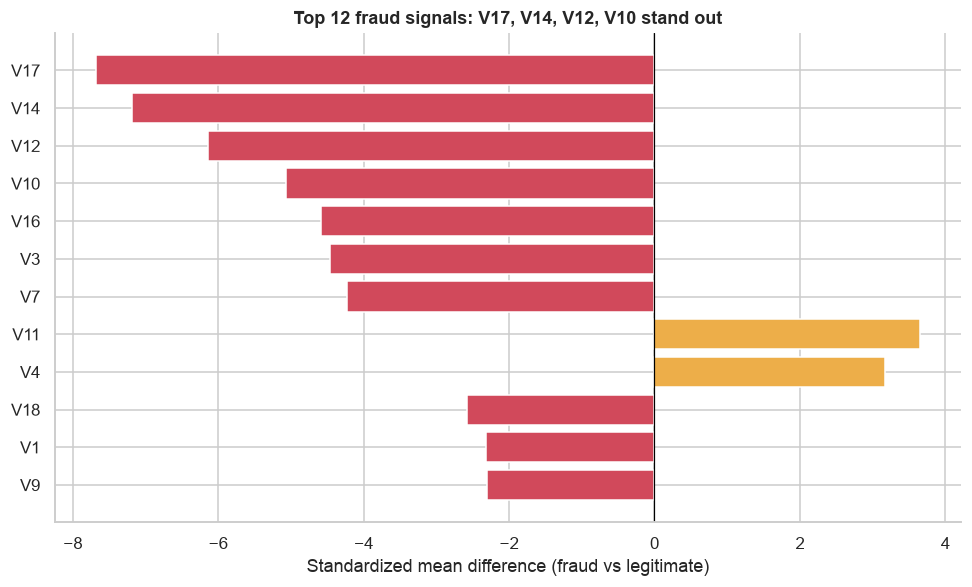 Top 12 fraud signals: V17, V14, V12, V10 stand out
V17
V14
V12
V10
V16
V3
V7
V11
V4
V18
V1
V9
−8 −6 −4 −2 0 2 4
Standardized mean difference (fraud vs legitimate)